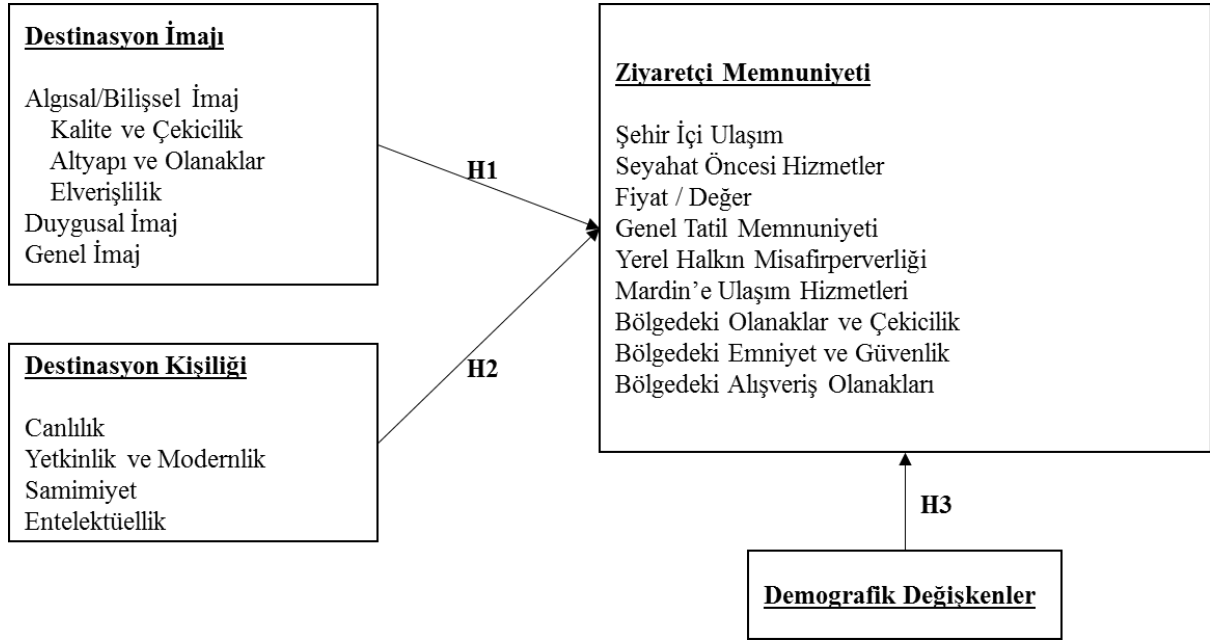 Destinasyon İmajı
Algısal/Bilişsel İmaj
Kalite ve Çekicilik
Altyapı ve Olanaklar
Elverişlilik
Duygusal İmaj
Genel İmaj
H1
Destinasyon Kişiliği
Canlılık
Yetkinlik ve Modernlik
Samimiyet
Entelektüellik
H2
Ziyaretçi Memnuniyeti
Şehir İçi Ulaşım
Seyahat Öncesi Hizmetler
Fiyat / Değer
Genel Tatil Memnuniyeti
Yerel Halkın Misafirperverliği
Mardin’e Ulaşım Hizmetleri
Bölgedeki Olanaklar ve Çekicilik
Bölgedeki Emniyet ve Güvenlik
Bölgedeki Alışveriş Olanakları
H3
Demografik Değişkenler